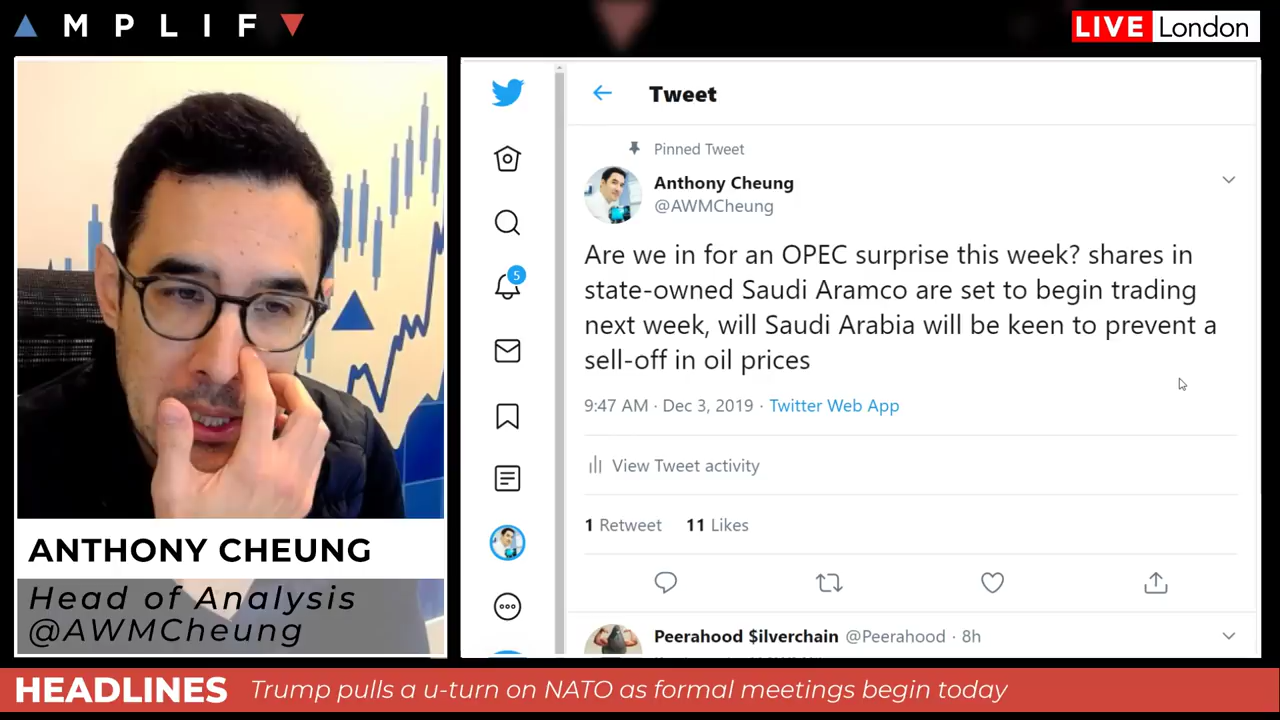 MPLIF
LIVE London
Tweet
Pinned Tweet
Anthony Cheung
@AWMCheung
Are we in for an OPEC surprise this week? shares in
state-owned Saudi Aramco are set to begin trading
next week, will Saudi Arabia will be keen to prevent a
sell-off in oil prices
9:47 AM · Dec 3, 2019 · Twitter Web App
View Tweet activity
1 Retweet 11 Likes
5
Peerahood $ilverchain @Peerahood · 8h
ANTHONY CHEUNG
Head of Analysis
@AWMCheung
HEADLINES Trump pulls a u-turn on NATO as formal meetings begin today